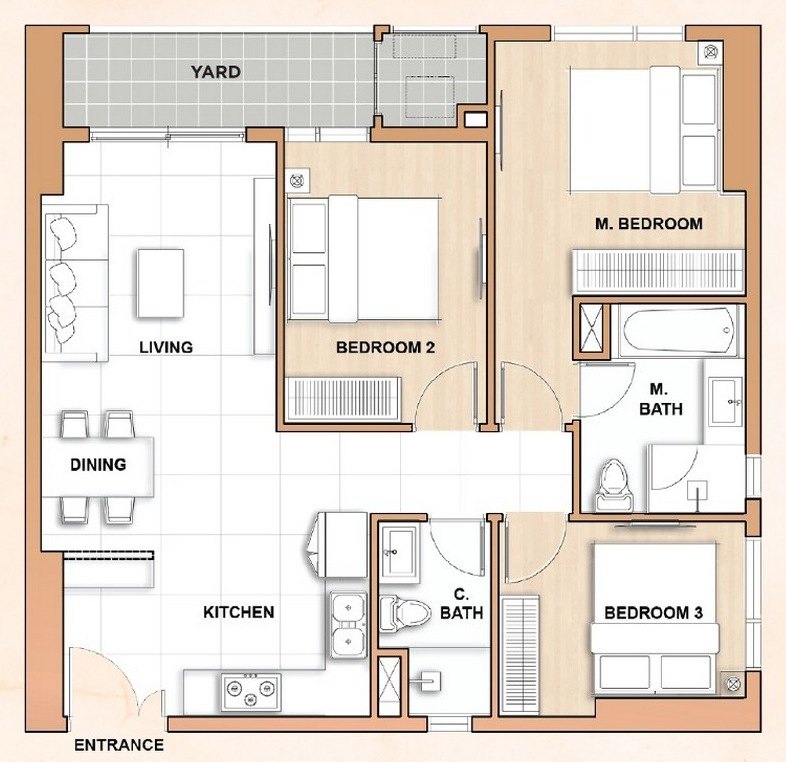 YARD
M. BEDROOM
LIVING
BEDROOM 2
M.
BATH
DINING
C.
BATH
KITCHEN
BEDROOM 3
ENTRANCE